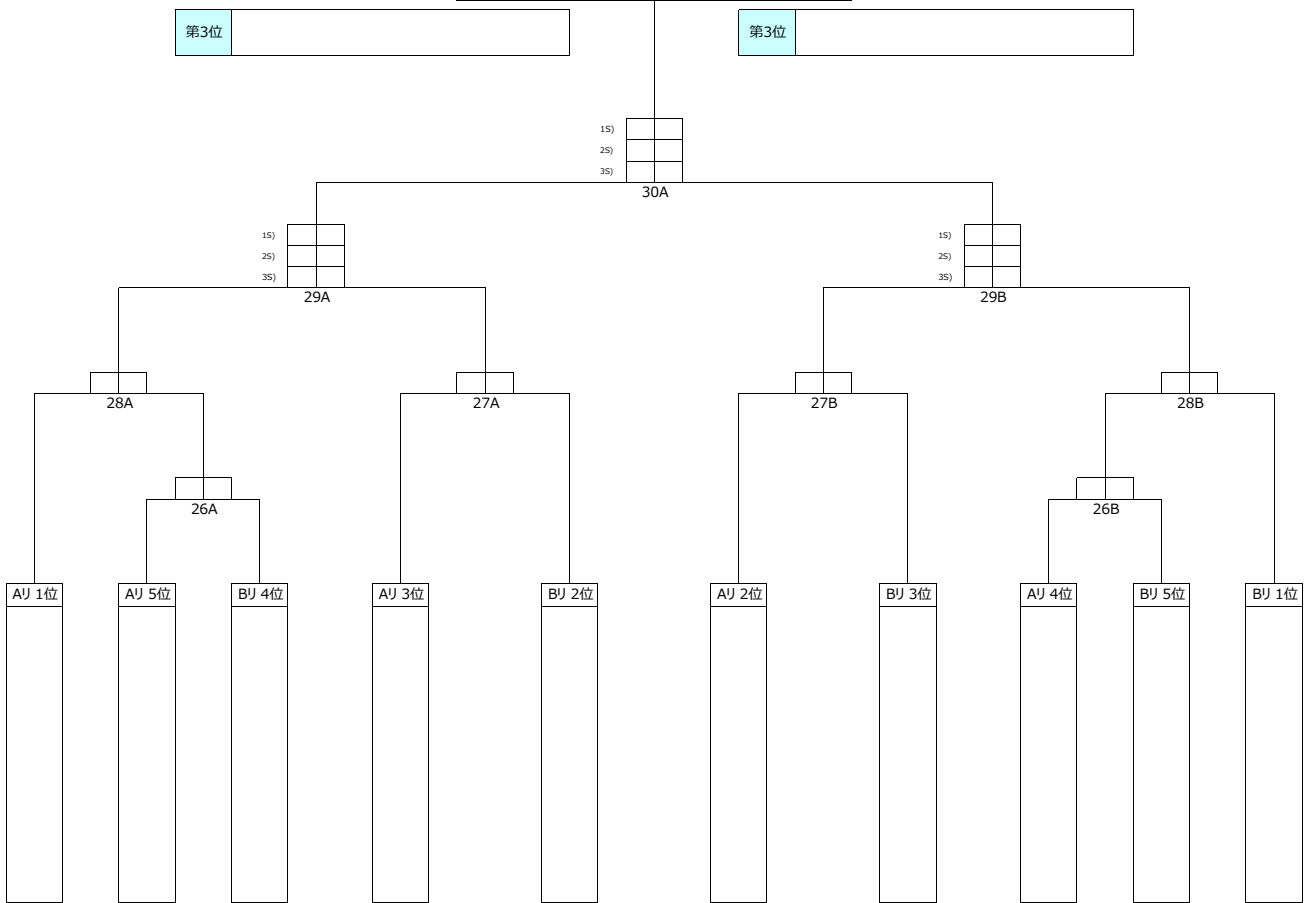 第3位
第3位
1S)
2S)
3S)
30A
1S)
2S)
3S)
29A
1S)
2S)
3S)
29B
28A
27A
27B
28B
26A
26B
Aリ 1位
Aリ 5位
Bリ 4位
Aリ 3位
Bリ 2位
Aリ 2位
Bリ 3位
Aリ 4位
Bリ 5位
Bリ 1位